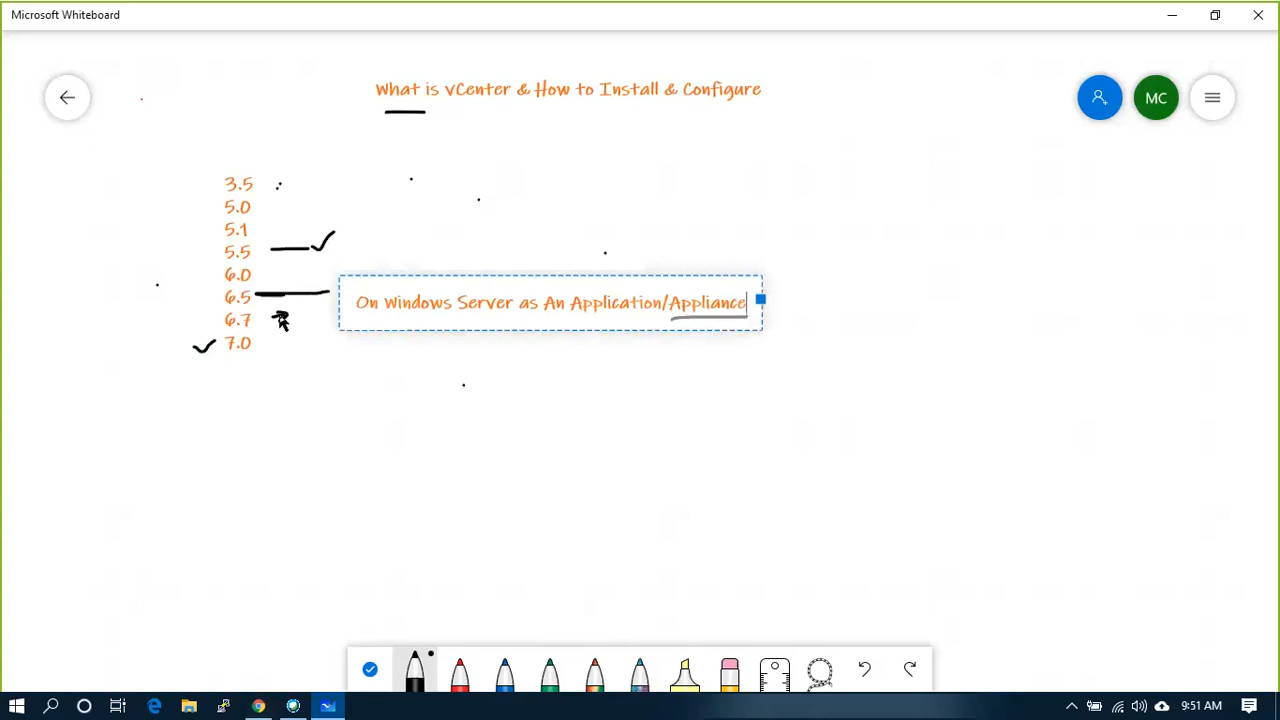 Microsoft Whiteboard
What is vCenter & How to Install & Configure
MC
3.5
5.0
5.1
5.5
6.0
6.5
On Windows Server as An Application/Appliance
6.7
7.0
9:51 AM